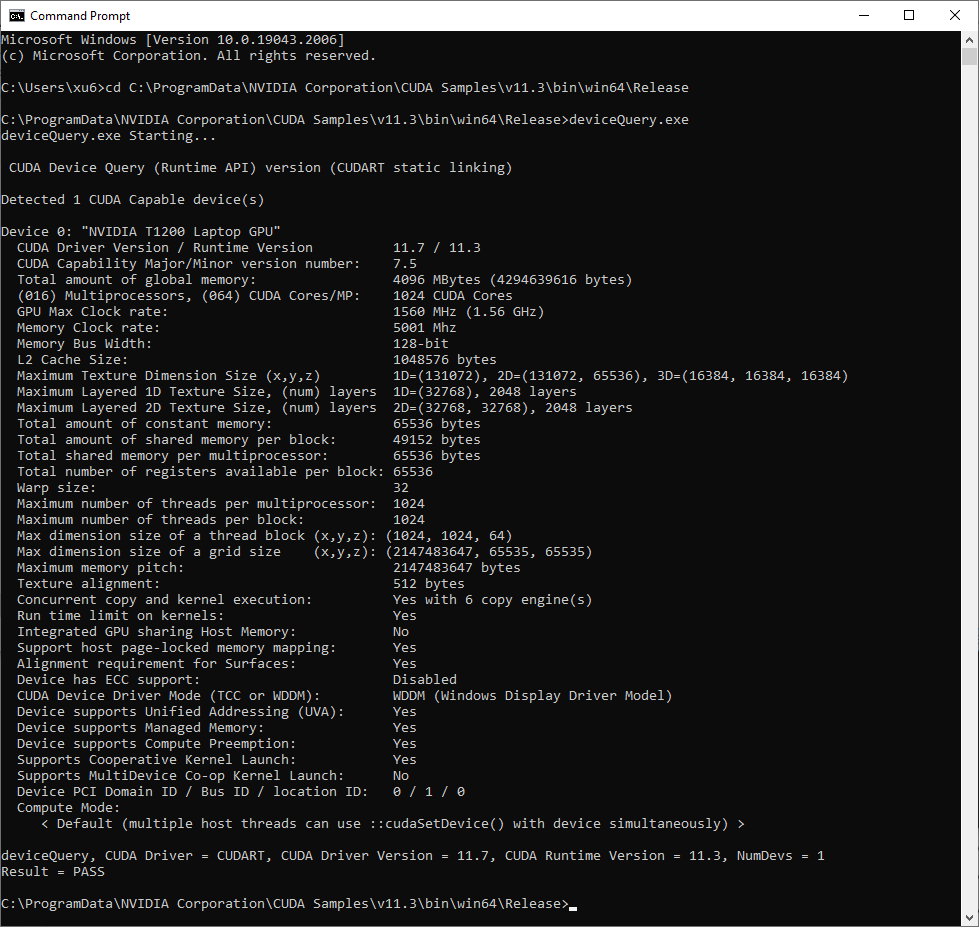 Command Prompt
Microsoft Windows [Version 10.0.19043.2006]
(c) Microsoft Corporation. All rights reserved.
C:\Users\xu6>cd C:\ProgramData\NVIDIA Corporation\CUDA Samples\v11.3\bin\win64\Release
C:\ProgramData\NVIDIA Corporation\CUDA Samples\v11.3\bin\win64\Release>deviceQuery.exe
deviceQuery.exe Starting...
 CUDA Device Query (Runtime API) version (CUDART static linking)
Detected 1 CUDA Capable device(s)
Device 0: "NVIDIA T1200 Laptop GPU"
  CUDA Driver Version / Runtime Version          11.7 / 11.3
  CUDA Capability Major/Minor version number:    7.5
  Total amount of global memory:                 4096 MBytes (4294639616 bytes)
  (016) Multiprocessors, (064) CUDA Cores/MP:    1024 CUDA Cores
  GPU Max Clock rate:                            1560 MHz (1.56 GHz)
  Memory Clock rate:                             5001 Mhz
  Memory Bus Width:                              128-bit
  L2 Cache Size:                                 1048576 bytes
  Maximum Texture Dimension Size (x,y,z)         1D=(131072), 2D=(131072, 65536), 3D=(16384, 16384, 16384)
  Maximum Layered 1D Texture Size, (num) layers  1D=(32768), 2048 layers
  Maximum Layered 2D Texture Size, (num) layers  2D=(32768, 32768), 2048 layers
  Total amount of constant memory:               65536 bytes
  Total amount of shared memory per block:       49152 bytes
  Total shared memory per multiprocessor:        65536 bytes
  Total number of registers available per block: 65536
  Warp size:                                     32
  Maximum number of threads per multiprocessor:  1024
  Maximum number of threads per block:           1024
  Max dimension size of a thread block (x,y,z): (1024, 1024, 64)
  Max dimension size of a grid size    (x,y,z): (2147483647, 65535, 65535)
  Maximum memory pitch:                          2147483647 bytes
  Texture alignment:                             512 bytes
  Concurrent copy and kernel execution:          Yes with 6 copy engine(s)
  Run time limit on kernels:                     Yes
  Integrated GPU sharing Host Memory:            No
  Support host page-locked memory mapping:       Yes
  Alignment requirement for Surfaces:            Yes
  Device has ECC support:                        Disabled
  CUDA Device Driver Mode (TCC or WDDM):         WDDM (Windows Display Driver Model)
  Device supports Unified Addressing (UVA):      Yes
  Device supports Managed Memory:                Yes
  Device supports Compute Preemption:            Yes
  Supports Cooperative Kernel Launch:            Yes
  Supports MultiDevice Co-op Kernel Launch:      No
  Device PCI Domain ID / Bus ID / location ID:   0 / 1 / 0
  Compute Mode:
     < Default (multiple host threads can use ::cudaSetDevice() with device simultaneously) >
deviceQuery, CUDA Driver = CUDART, CUDA Driver Version = 11.7, CUDA Runtime Version = 11.3, NumDevs = 1
Result = PASS
C:\ProgramData\NVIDIA Corporation\CUDA Samples\v11.3\bin\win64\Release>